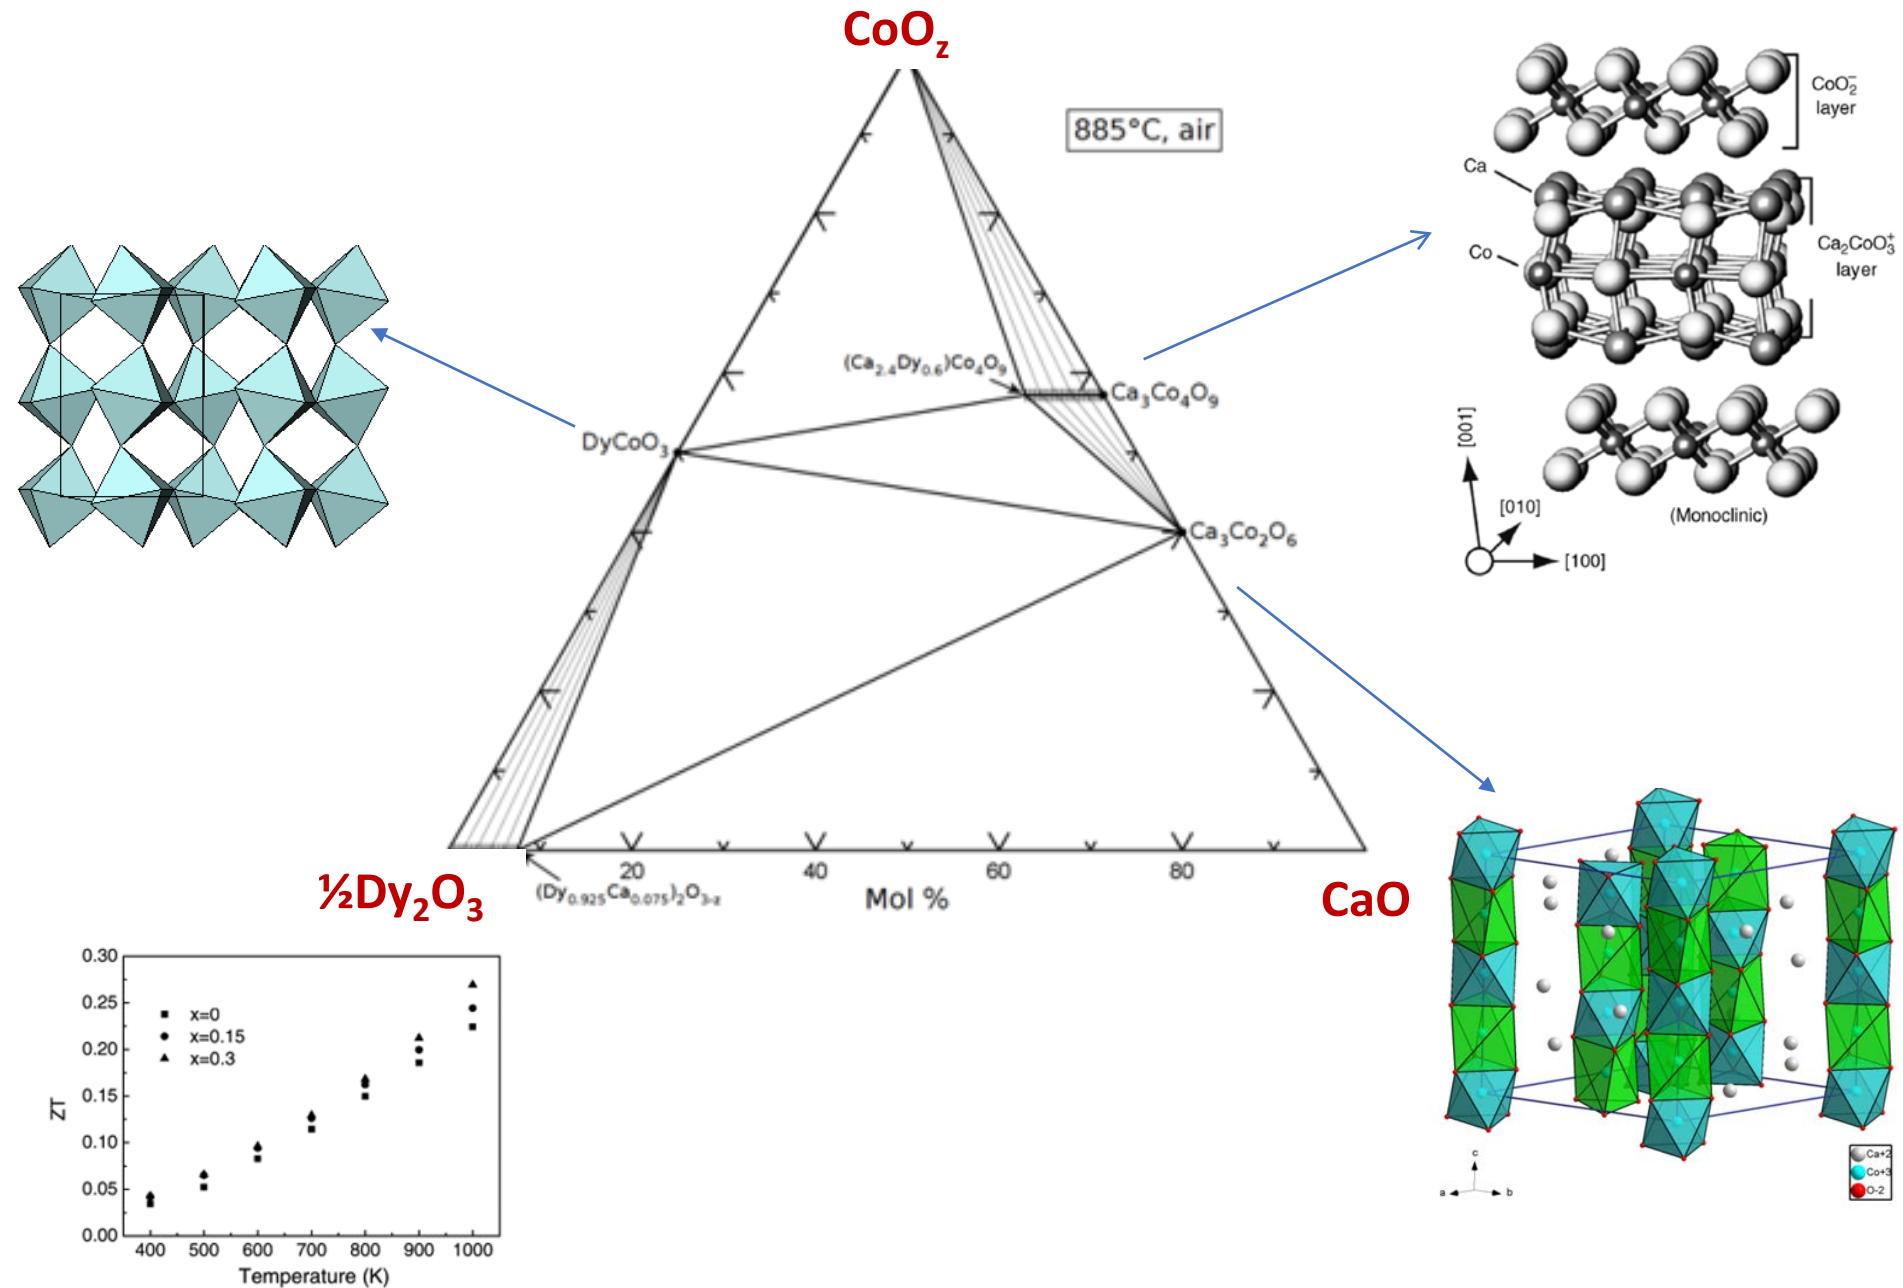 CoO₂
885°C, air
CoO₂⁻
layer
Ca
Co
Ca₂CoO₃⁺
layer
(Ca₂.₄Dy₀.₆)Co₄O₉
Ca₃Co₄O₉
DyCoO₃
Ca₃Co₂O₆
[001]
[010]
[100]
(Monoclinic)
½Dy₂O₃
20
40
60
80
Mol %
(Dy₀.₉₂₅Ca₀.₀₇₅)₂O₃₋z
CaO
0.30
0.25
0.20
0.15
0.10
0.05
0.00
ZT
x=0
x=0.15
x=0.3
400 500 600 700 800 900 1000
Temperature (K)
c
a
b
Ca+2
Co+3
O-2